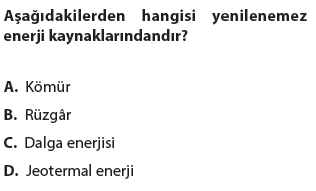 Aşağıdakilerden hangisi yenilenemez
enerji kaynaklarındandır?
A. Kömür
B. Rüzgâr
C. Dalga enerjisi
D. Jeotermal enerji